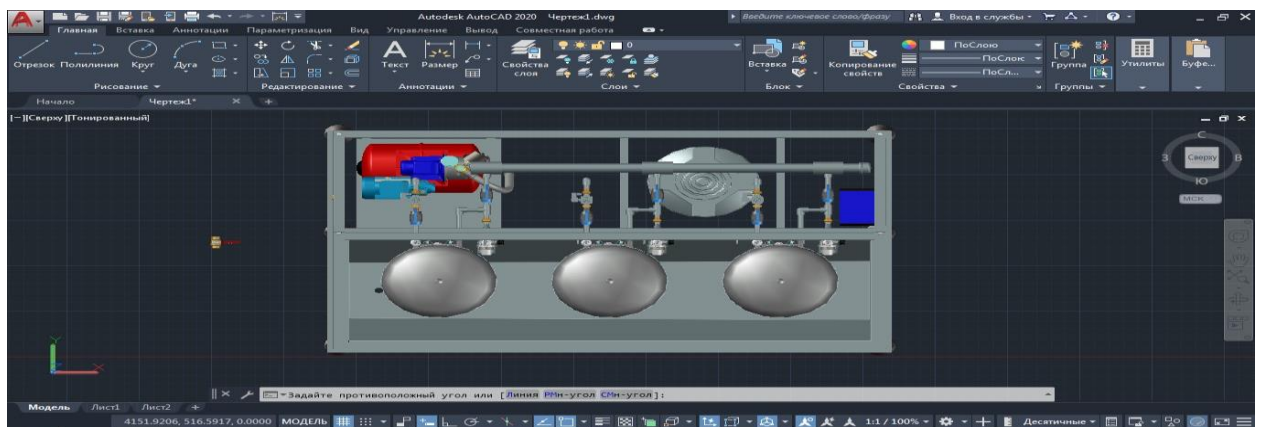 Autodesk AutoCAD 2020 Чертеж1.dwg
Введите ключевое слово/фразу
Вход в службы
Главная Вставка Аннотации Параметризация Вид Управление Вывод Совместная работа
Отрезок Полилиния Круг Дуга
Текст Размер
Свойства слоя
0
Вставка
Копирование свойств
ПоСлою
ПоСлою
ПоСл...
Группа
Утилиты
Буфе...
Рисование Редактирование Аннотации Слои Блок Свойства Группы
Начало Чертеж1* +
[−][Сверху][Тонированный]
С
З Сверху В
Ю
МСК
Y
X
Задайте противоположный угол или [Линия РМн-угол СМн-угол]:
Модель Лист1 Лист2 +
4151.9206, 516.5917, 0.0000 МОДЕЛЬ 1:1 / 100% Десятичные